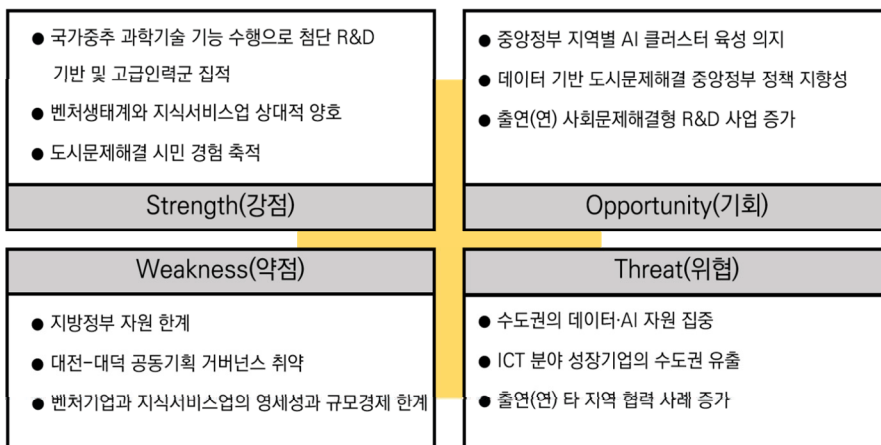 ● 국가중추 과학기술 기능 수행으로 첨단 R&D
기반 및 고급인력군 집적
● 벤처생태계와 지식서비스업 상대적 양호
● 도시문제해결 시민 경험 축적
Strength(강점)
● 중앙정부 지역별 AI 클러스터 육성 의지
● 데이터 기반 도시문제해결 중앙정부 정책 지향성
● 출연(연) 사회문제해결형 R&D 사업 증가
Opportunity(기회)
Weakness(약점)
● 지방정부 자원 한계
● 대전-대덕 공동기획 거버넌스 취약
● 벤처기업과 지식서비스업의 영세성과 규모경제 한계
Threat(위협)
● 수도권의 데이터·AI 자원 집중
● ICT 분야 성장기업의 수도권 유출
● 출연(연) 타 지역 협력 사례 증가